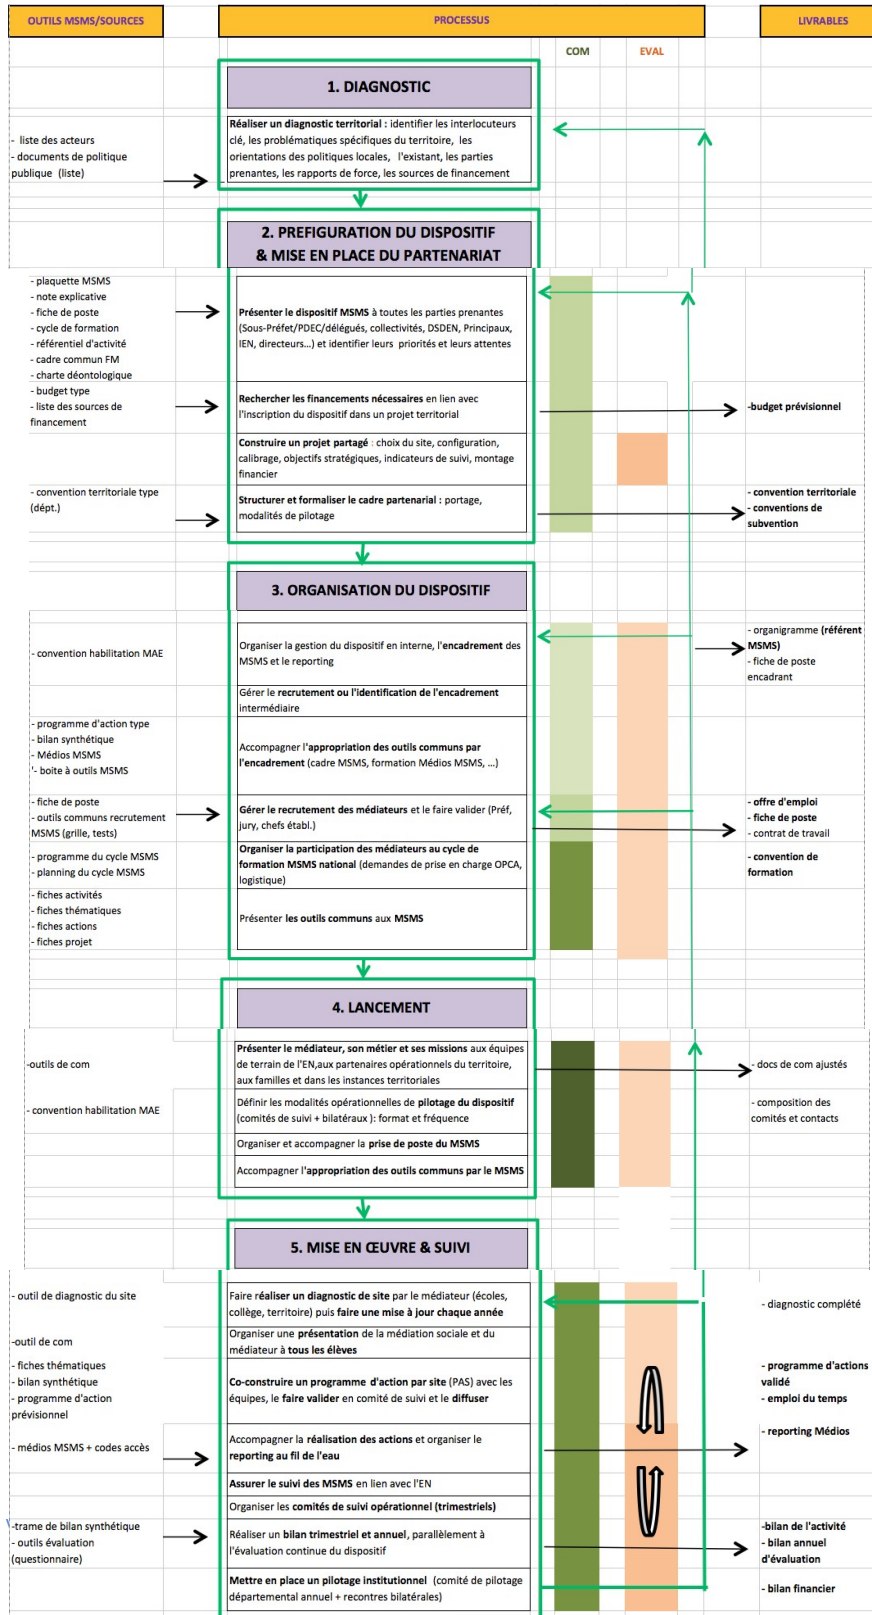 OUTILS MSMS/SOURCES
PROCESSUS
LIVRABLES
COM
EVAL
1. DIAGNOSTIC
- liste des acteurs
- documents de politique
publique (liste)
Réaliser un diagnostic territorial : identifier les interlocuteurs
clé, les problématiques spécifiques du territoire, les
orientations des politiques locales, l'existant, les parties
prenantes, les rapports de force, les sources de financement
2. PREFIGURATION DU DISPOSITIF
& MISE EN PLACE DU PARTENARIAT
- plaquette MSMS
- note explicative
- fiche de poste
- cycle de formation
- référentiel d'activité
- cadre commun FM
- charte déontologique
Présenter le dispositif MSMS à toutes les parties prenantes
(Sous-Préfet/PDEC/délégués, collectivités, DSDEN, Principaux,
IEN, directeurs...) et identifier leurs priorités et leurs attentes
- budget type
- liste des sources de
financement
Rechercher les financements nécessaires en lien avec
l'inscription du dispositif dans un projet territorial
-budget prévisionnel
Construire un projet partagé : choix du site, configuration,
calibrage, objectifs stratégiques, indicateurs de suivi, montage
financier
- convention territoriale type
(dépt.)
Structurer et formaliser le cadre partenarial : portage,
modalités de pilotage
- convention territoriale
- conventions de
subvention
3. ORGANISATION DU DISPOSITIF
- convention habilitation MAE
Organiser la gestion du dispositif en interne, l'encadrement des
MSMS et le reporting
- organigramme (référent
MSMS)
- fiche de poste
encadrant
Gérer le recrutement ou l'identification de l'encadrement
intermédiaire
- programme d'action type
- bilan synthétique
- Médios MSMS
'- boite à outils MSMS
Accompagner l'appropriation des outils communs par
l'encadrement (cadre MSMS, formation Médios MSMS, ...)
- fiche de poste
- outils communs recrutement
MSMS (grille, tests)
Gérer le recrutement des médiateurs et le faire valider (Préf,
jury, chefs établ.)
- offre d'emploi
- fiche de poste
- contrat de travail
- programme du cycle MSMS
- planning du cycle MSMS
Organiser la participation des médiateurs au cycle de
formation MSMS national (demandes de prise en charge OPCA,
logistique)
- convention de
formation
- fiches activités
- fiches thématiques
- fiches actions
- fiches projet
Présenter les outils communs aux MSMS
4. LANCEMENT
-outils de com
Présenter le médiateur, son métier et ses missions aux équipes
de terrain de l'EN,aux partenaires opérationnels du territoire,
aux familles et dans les instances territoriales
- docs de com ajustés
- convention habilitation MAE
Définir les modalités opérationnelles de pilotage du dispositif
(comités de suivi + bilatéraux ): format et fréquence
- composition des
comités et contacts
Organiser et accompagner la prise de poste du MSMS
Accompagner l'appropriation des outils communs par le MSMS
5. MISE EN ŒUVRE & SUIVI
- outil de diagnostic du site
Faire réaliser un diagnostic de site par le médiateur (écoles,
collège, territoire) puis faire une mise à jour chaque année
- diagnostic complété
-outil de com
Organiser une présentation de la médiation sociale et du
médiateur à tous les élèves
- fiches thématiques
- bilan synthétique
- programme d'action
prévisionnel
Co-construire un programme d'action par site (PAS) avec les
équipes, le faire valider en comité de suivi et le diffuser
- programme d'actions
validé
- emploi du temps
- médios MSMS + codes accès
Accompagner la réalisation des actions et organiser le
reporting au fil de l'eau
- reporting Médios
Assurer le suivi des MSMS en lien avec l'EN
Organiser les comités de suivi opérationnel (trimestriels)
-trame de bilan synthétique
- outils évaluation
(questionnaire)
Réaliser un bilan trimestriel et annuel, parallèlement à
l'évaluation continue du dispositif
-bilan de l'activité
- bilan annuel
d'évaluation
Mettre en place un pilotage institutionnel (comité de pilotage
départemental annuel + recontres bilatérales)
- bilan financier